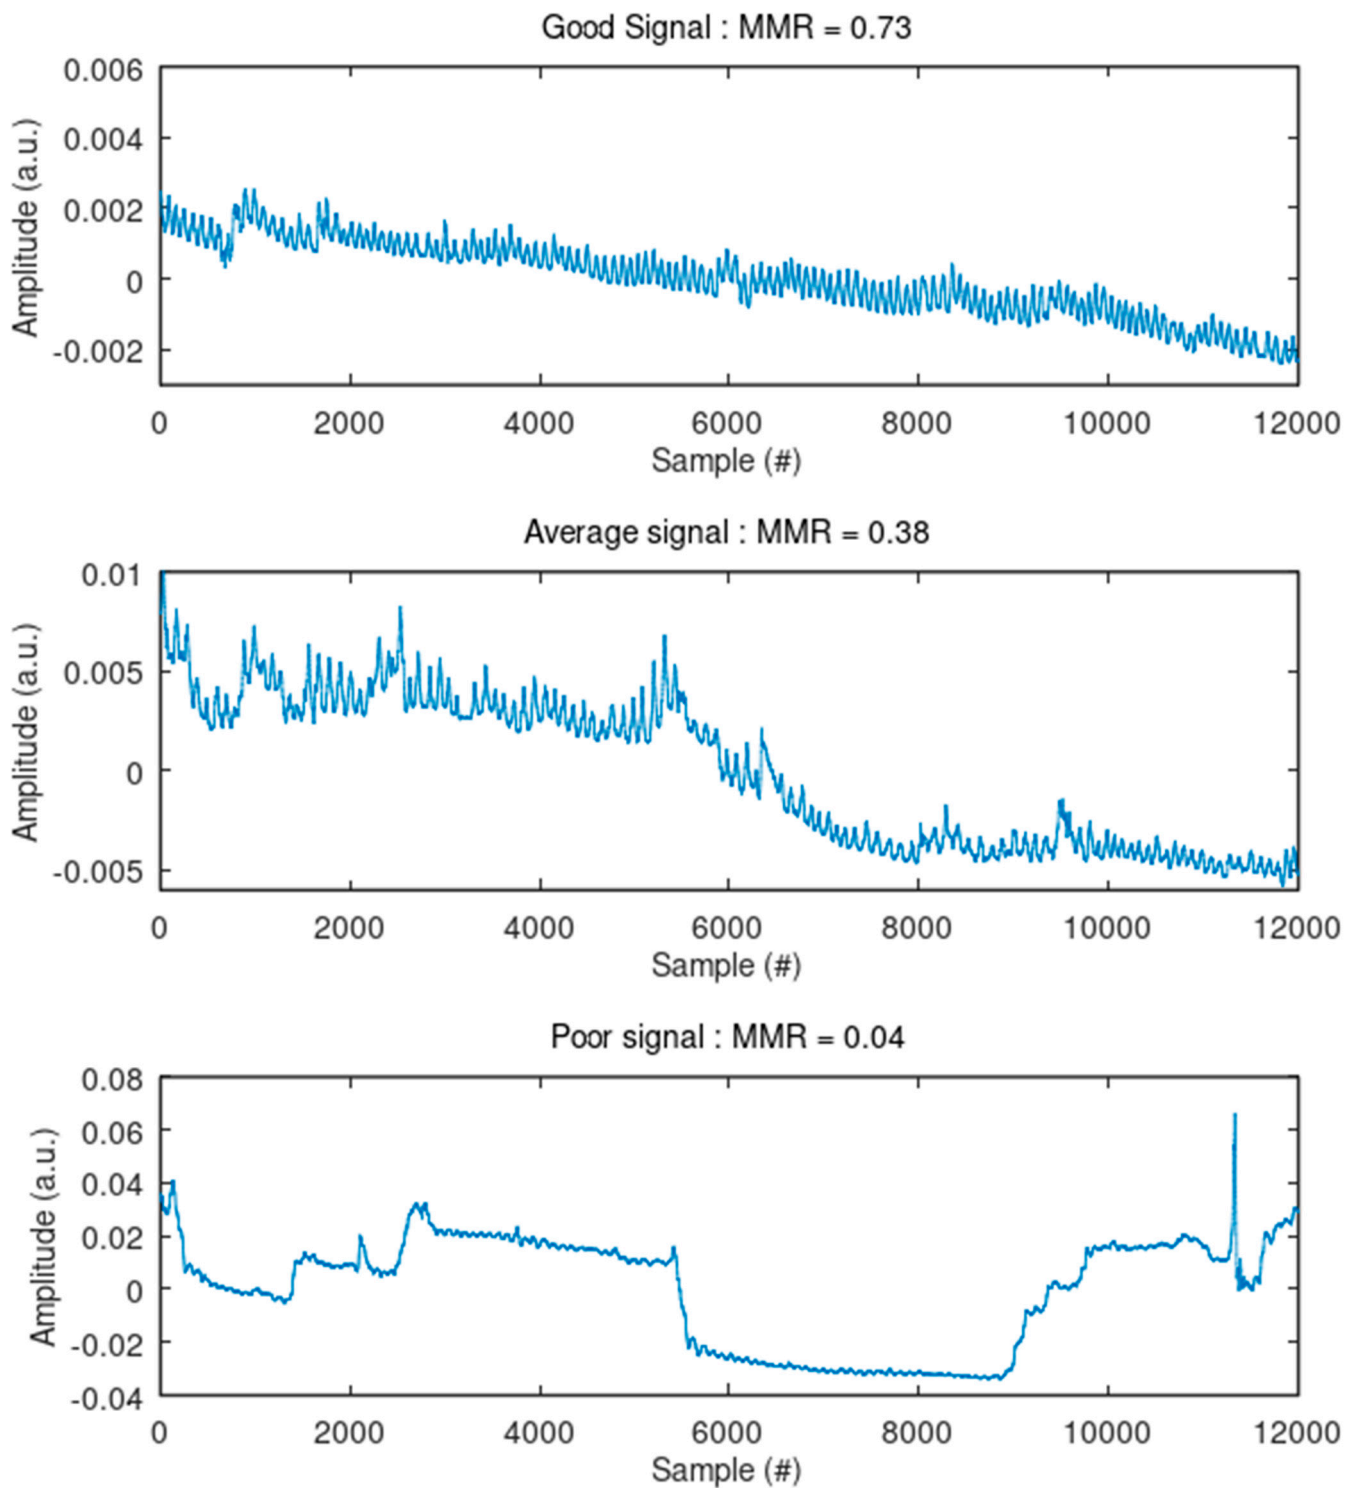 Good Signal : MMR = 0.73
0.006
0.004
0.002
0
-0.002
Amplitude (a.u.)
0 2000 4000 6000 8000 10000 12000
Sample (#)
Average signal : MMR = 0.38
0.01
0.005
0
-0.005
Amplitude (a.u.)
0 2000 4000 6000 8000 10000 12000
Sample (#)
Poor signal : MMR = 0.04
0.08
0.06
0.04
0.02
0
-0.02
-0.04
Amplitude (a.u.)
0 2000 4000 6000 8000 10000 12000
Sample (#)